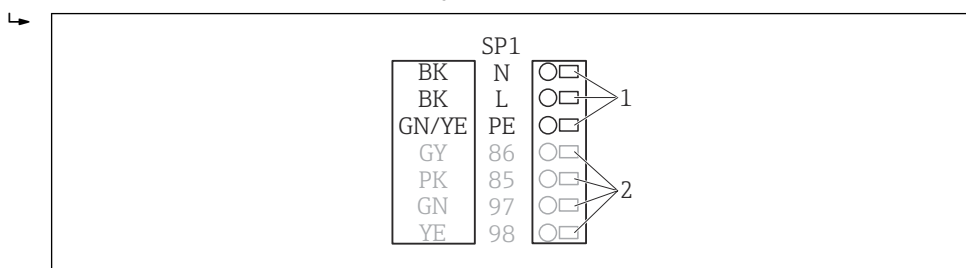 SP1
BK N
BK L 1
GN/YE PE
GY 86
PK 85 2
GN 97
YE 98